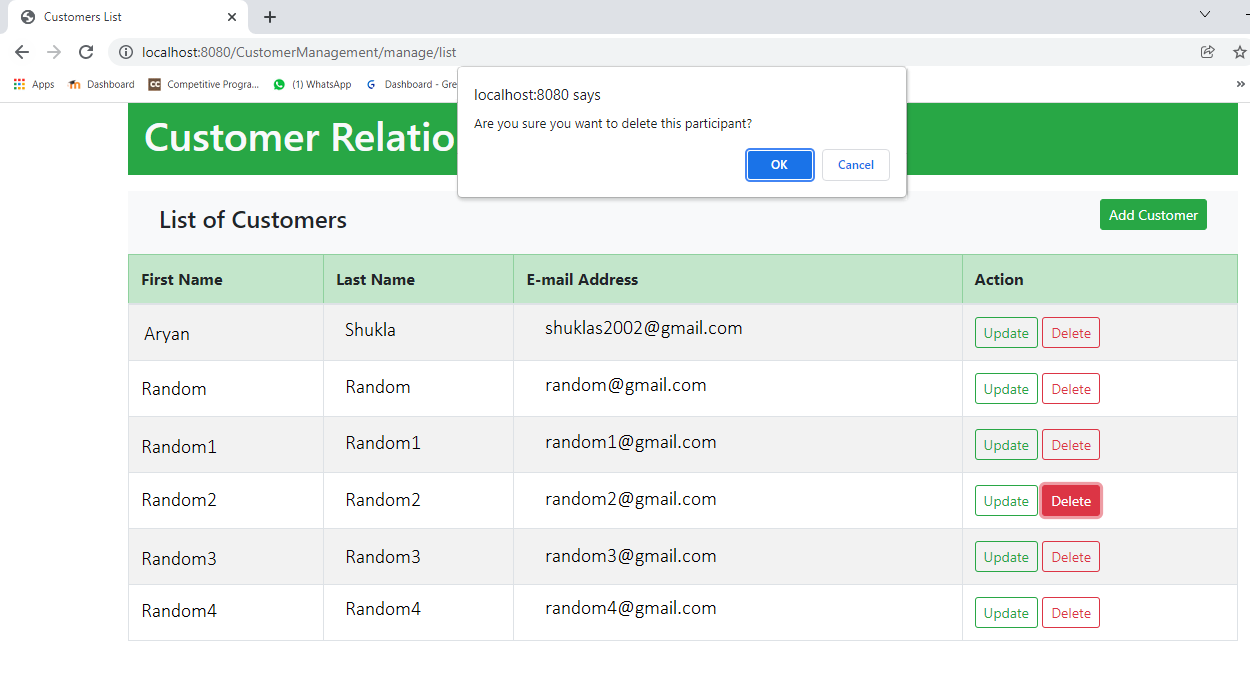 Customers List
localhost:8080/CustomerManagement/manage/list
Apps Dashboard Competitive Progra... (1) WhatsApp Dashboard - Gre
localhost:8080 says
Are you sure you want to delete this participant?
OK Cancel
Customer Relatio
List of Customers Add Customer
First Name Last Name E-mail Address Action
Aryan Shukla shuklas2002@gmail.com Update Delete
Random Random random@gmail.com Update Delete
Random1 Random1 random1@gmail.com Update Delete
Random2 Random2 random2@gmail.com Update Delete
Random3 Random3 random3@gmail.com Update Delete
Random4 Random4 random4@gmail.com Update Delete